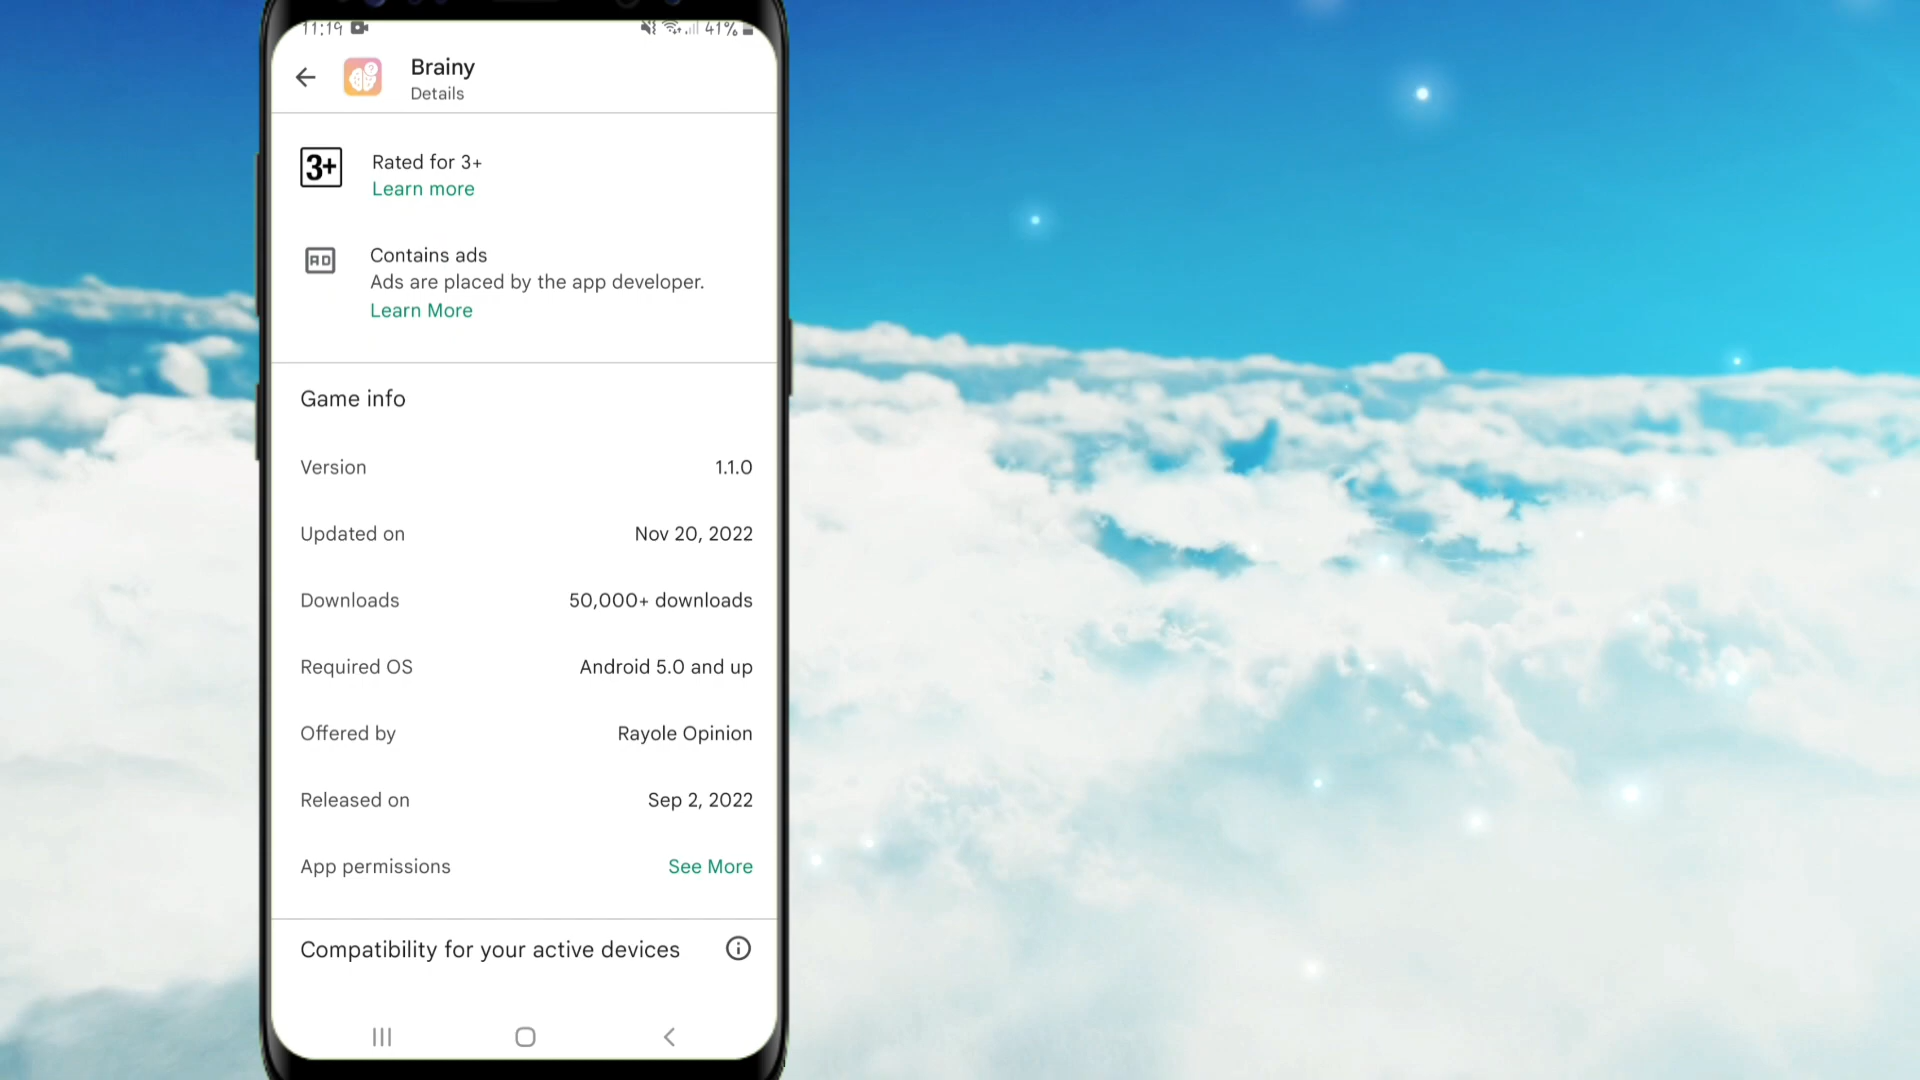 11:19 41%
Brainy
Details
3+
Rated for 3+
Learn more
AD
Contains ads
Ads are placed by the app developer.
Learn More
Game info
Version 1.1.0
Updated on Nov 20, 2022
Downloads 50,000+ downloads
Required OS Android 5.0 and up
Offered by Rayole Opinion
Released on Sep 2, 2022
App permissions See More
Compatibility for your active devices